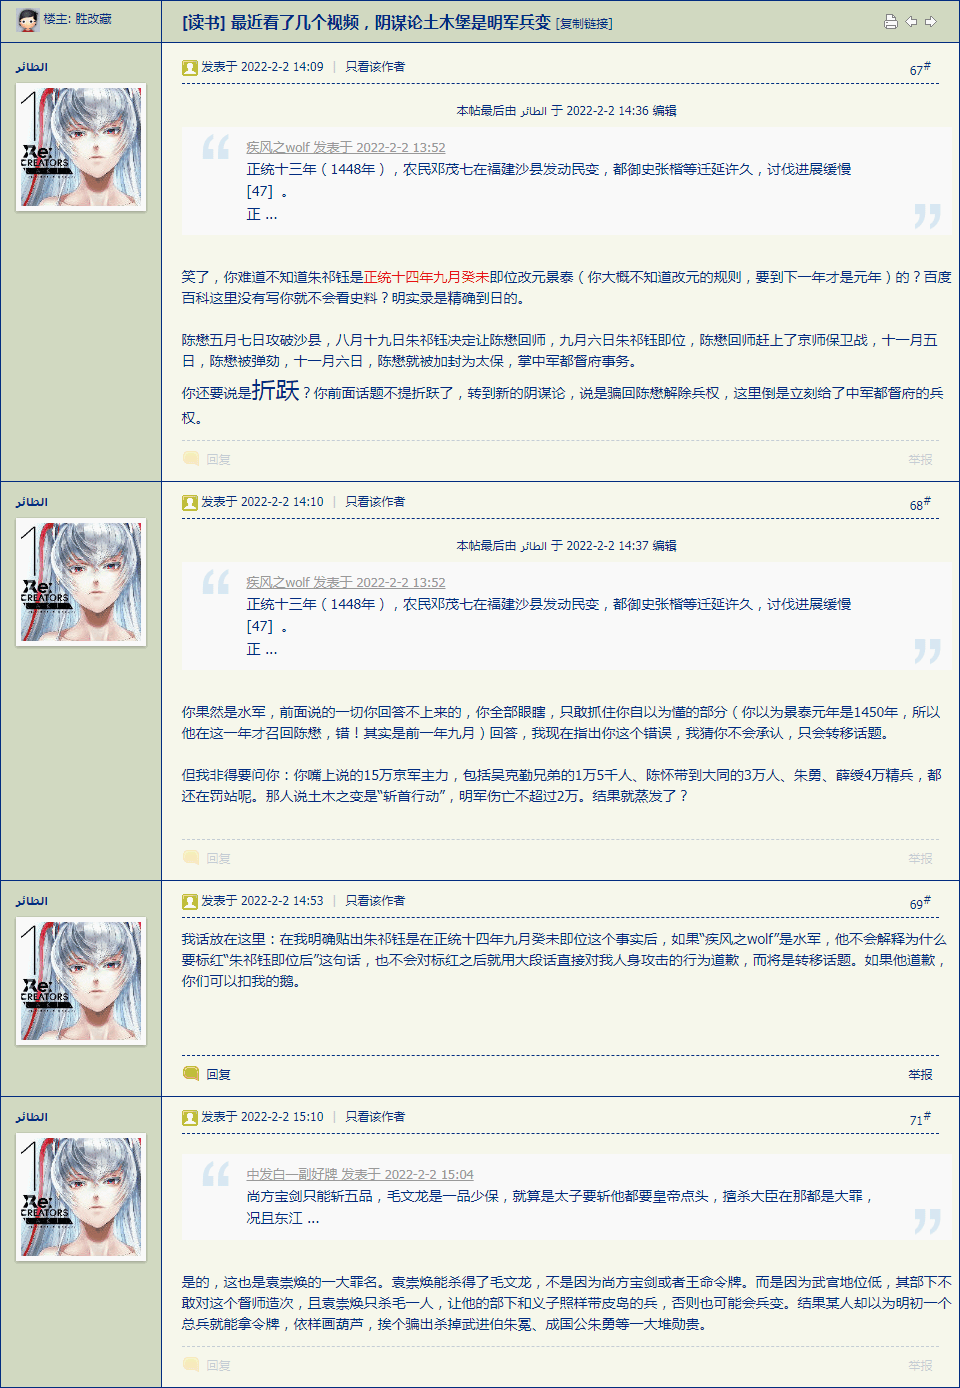 楼主: 胜改藏
[读书] 最近看了几个视频，阴谋论土木堡是明军兵变 [复制链接]
الطائر
发表于 2022-2-2 14:09 | 只看该作者
67#
本帖最后由 الطائر 于 2022-2-2 14:36 编辑
疾风之wolf 发表于 2022-2-2 13:52
正统十三年（1448年），农民邓茂七在福建沙县发动民变，都御史张楷等迁延许久，讨伐进展缓慢
[47] 。
正 ...
笑了，你难道不知道朱祁钰是正统十四年九月癸未即位改元景泰（你大概不知道改元的规则，要到下一年才是元年）的？百度
百科这里没有写你就不会看史料？明实录是精确到日的。
陈懋五月七日攻破沙县，八月十九日朱祁钰决定让陈懋回师，九月六日朱祁钰即位，陈懋回师赶上了京师保卫战，十一月五
日，陈懋被弹劾，十一月六日，陈懋就被加封为太保，掌中军都督府事务。
你还要说是折跃？你前面话题不提折跃了，转到新的阴谋论，说是骗回陈懋解除兵权，这里倒是立刻给了中军都督府的兵
权。
回复
举报
الطائر
发表于 2022-2-2 14:10 | 只看该作者
68#
本帖最后由 الطائر 于 2022-2-2 14:37 编辑
疾风之wolf 发表于 2022-2-2 13:52
正统十三年（1448年），农民邓茂七在福建沙县发动民变，都御史张楷等迁延许久，讨伐进展缓慢
[47] 。
正 ...
你果然是水军，前面说的一切你回答不上来的，你全部眼瞎，只敢抓住你自以为懂的部分（你以为景泰元年是1450年，所以
他在这一年才召回陈懋，错！其实是前一年九月）回答，我现在指出你这个错误，我猜你不会承认，只会转移话题。
但我非得要问你：你嘴上说的15万京军主力，包括吴克勤兄弟的1万5千人、陈怀带到大同的3万人、朱勇、薛绶4万精兵，都
还在罚站呢。那人说土木之变是“斩首行动”，明军伤亡不超过2万。结果就蒸发了？
回复
举报
الطائر
发表于 2022-2-2 14:53 | 只看该作者
69#
我话放在这里：在我明确贴出朱祁钰是在正统十四年九月癸未即位这个事实后，如果“疾风之wolf”是水军，他不会解释为什么
要标红“朱祁钰即位后”这句话，也不会对标红之后就用大段话直接对我人身攻击的行为道歉，而将是转移话题。如果他道歉，
你们可以扣我的鹅。
回复
举报
الطائر
发表于 2022-2-2 15:10 | 只看该作者
71#
中发白一副好牌 发表于 2022-2-2 15:04
尚方宝剑只能斩五品，毛文龙是一品少保，就算是太子要斩他都要皇帝点头，擅杀大臣在那都是大罪，
况且东江 ...
是的，这也是袁崇焕的一大罪名。袁崇焕能杀得了毛文龙，不是因为尚方宝剑或者王命令牌。而是因为武官地位低，其部下不
敢对这个督师造次，且袁崇焕只杀毛一人，让他的部下和义子照样带皮岛的兵，否则也可能会兵变。结果某人却以为明初一个
总兵就能拿令牌，依样画葫芦，挨个骗出杀掉武进伯朱冕、成国公朱勇等一大堆勋贵。
回复
举报